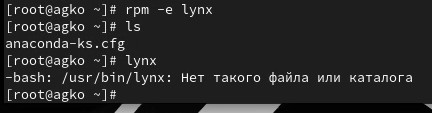 [root@agko ~]# rpm -e lynx
[root@agko ~]# ls
anaconda-ks.cfg
[root@agko ~]# lynx
-bash: /usr/bin/lynx: Нет такого файла или каталога
[root@agko ~]#